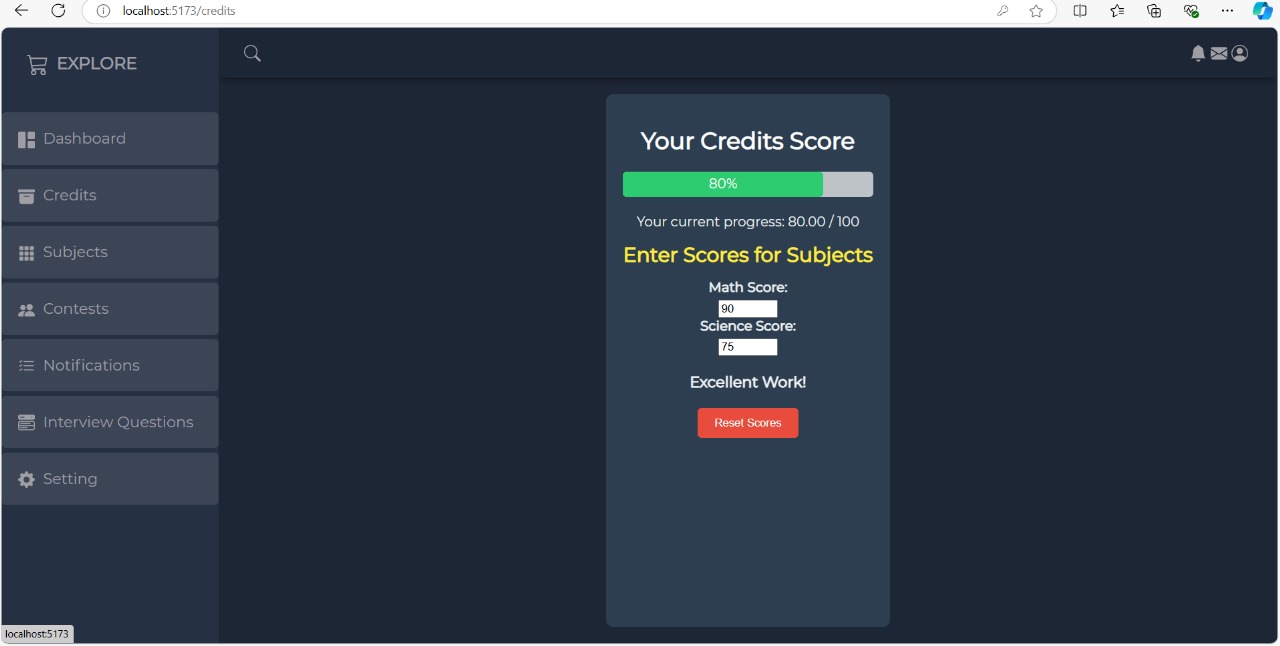 localhost:5173/credits
EXPLORE
Dashboard
Credits
Subjects
Contests
Notifications
Interview Questions
Setting
Your Credits Score
80%
Your current progress: 80.00 / 100
Enter Scores for Subjects
Math Score:
90
Science Score:
75
Excellent Work!
Reset Scores
localhost:5173